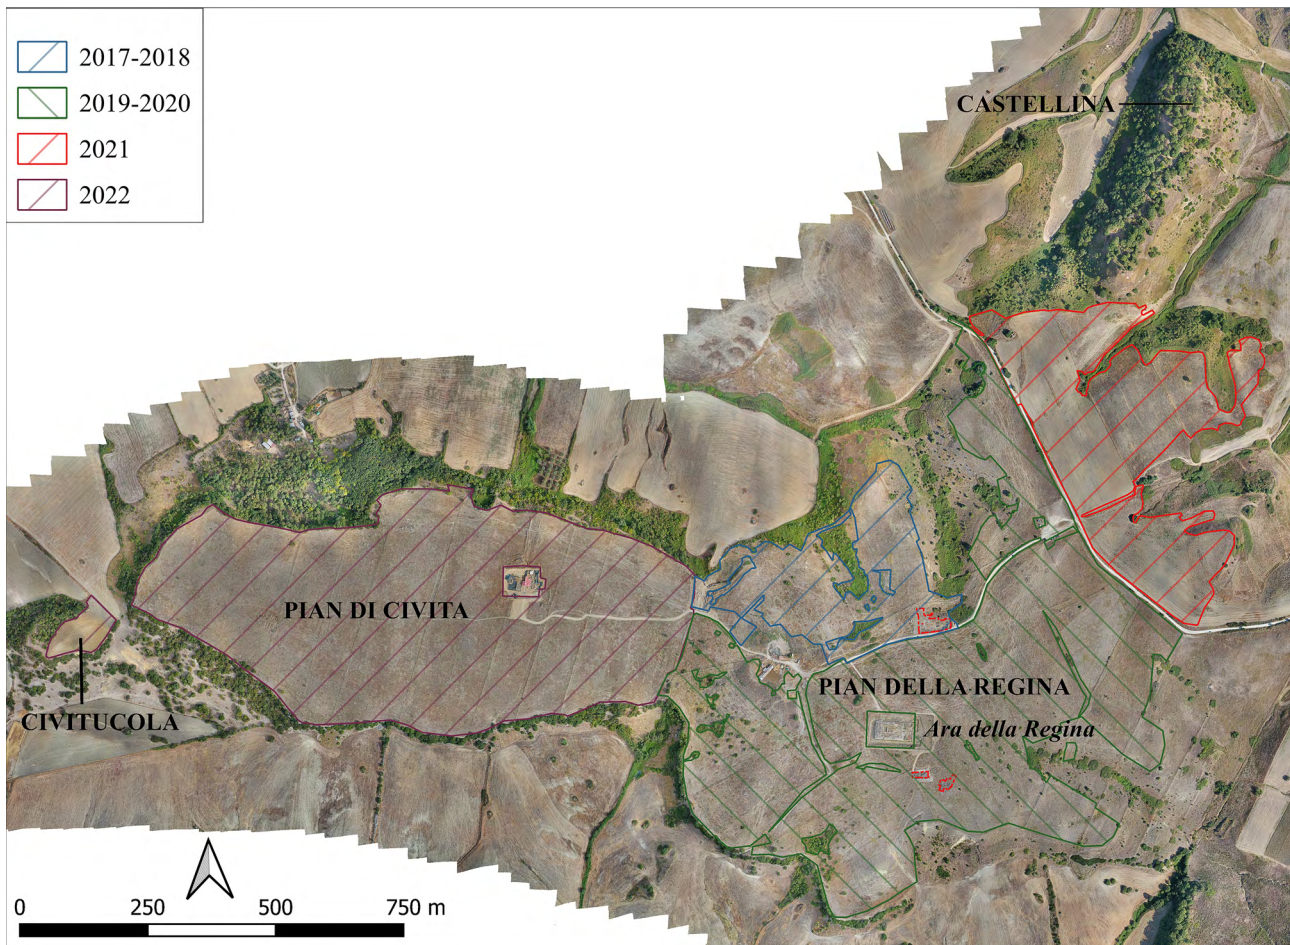 2017-2018
2019-2020
2021
2022
CASTELLINA
PIAN DI CIVITA
CIVITUCOLA
PIAN DELLA REGINA
Ara della Regina
0 250 500 750 m